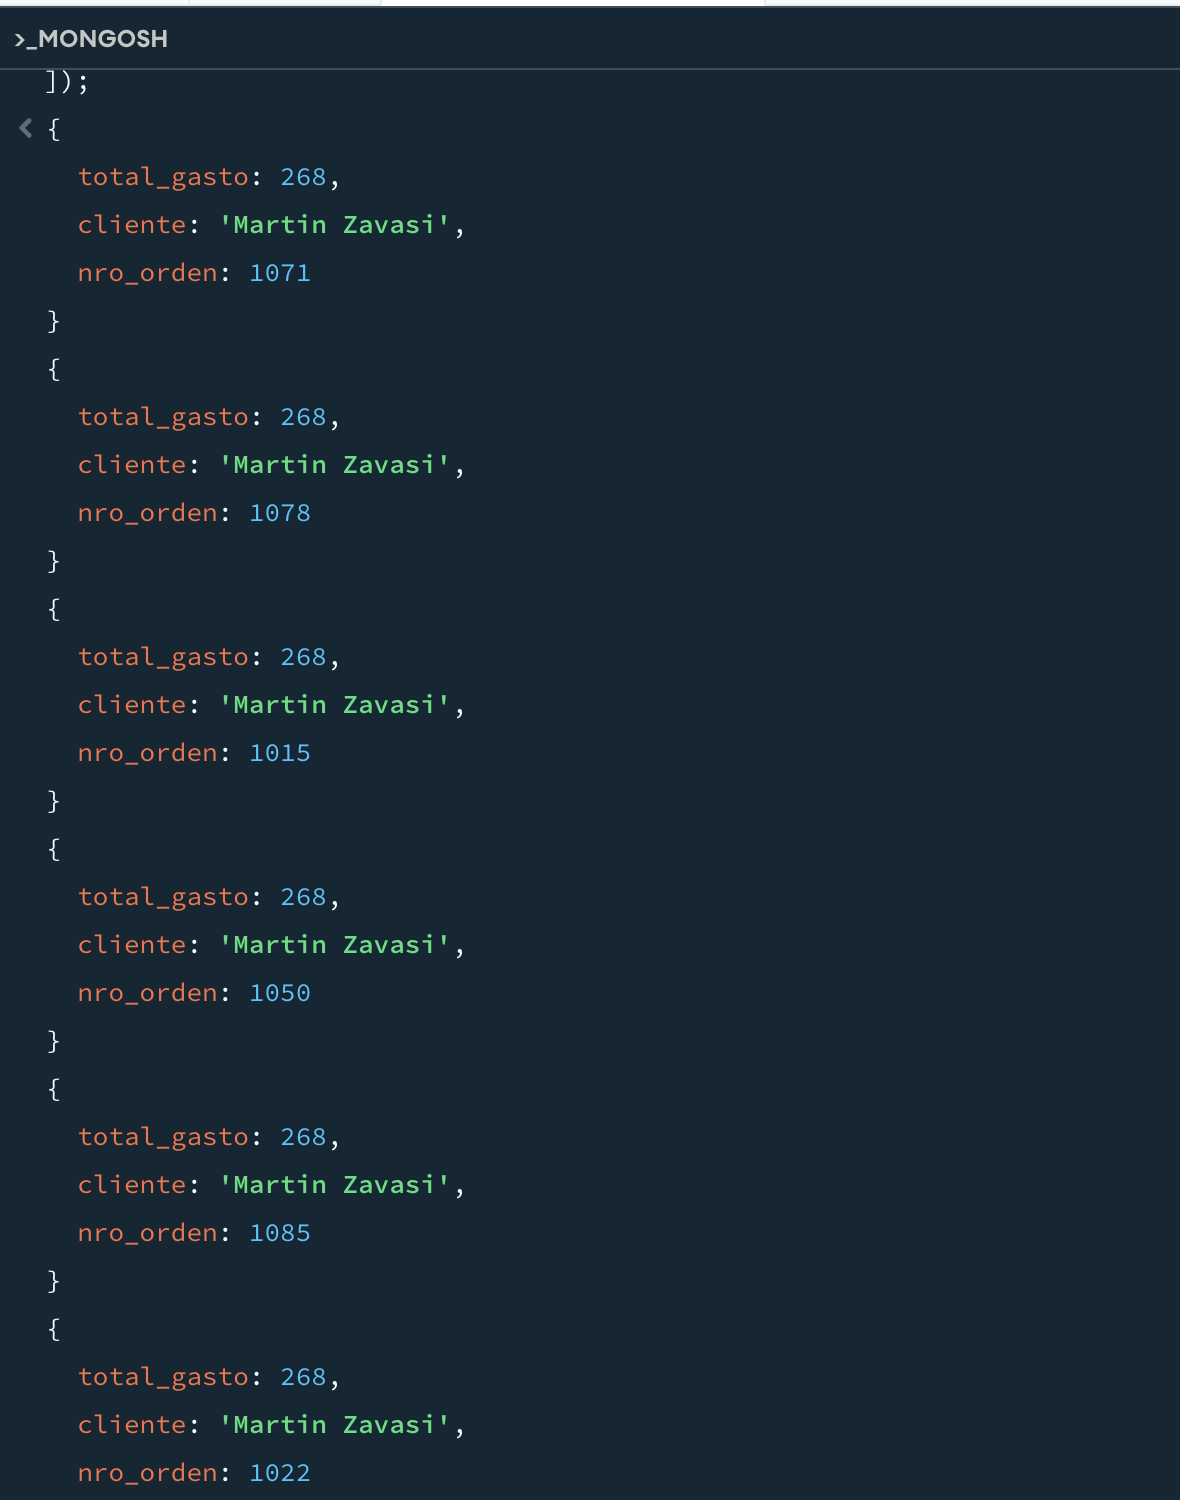 >_MONGOSH
]);
{
total_gasto: 268,
cliente: 'Martin Zavasi',
nro_orden: 1071
}
{
total_gasto: 268,
cliente: 'Martin Zavasi',
nro_orden: 1078
}
{
total_gasto: 268,
cliente: 'Martin Zavasi',
nro_orden: 1015
}
{
total_gasto: 268,
cliente: 'Martin Zavasi',
nro_orden: 1050
}
{
total_gasto: 268,
cliente: 'Martin Zavasi',
nro_orden: 1085
}
{
total_gasto: 268,
cliente: 'Martin Zavasi',
nro_orden: 1022